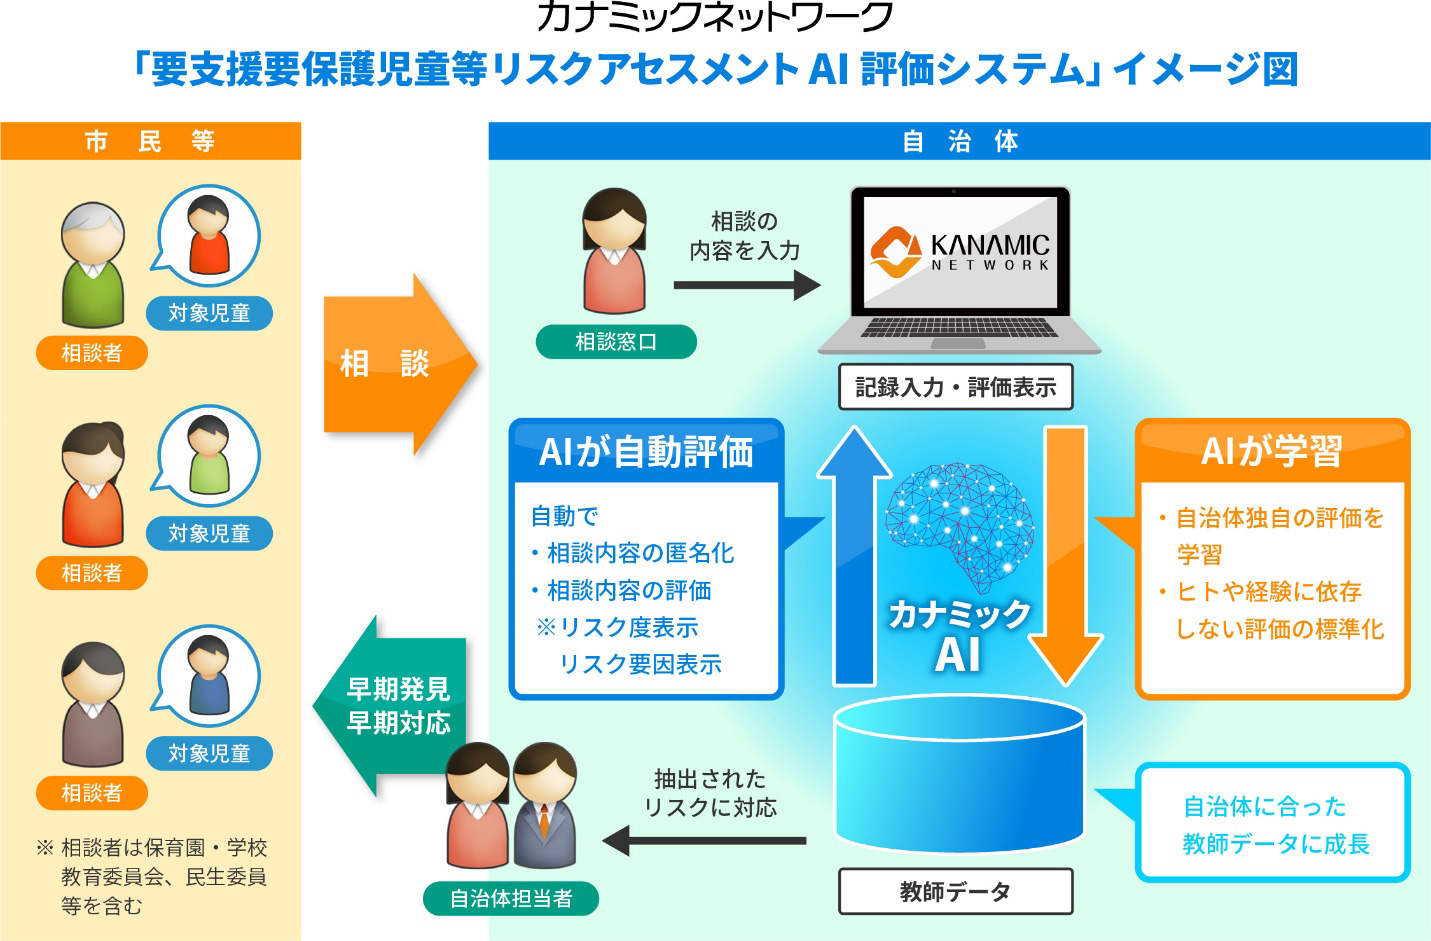 カナミックネットワーク
「要支援要保護児童等リスクアセスメント AI 評価システム」イメージ図
市民等
対象児童
相談者
対象児童
相談者
対象児童
相談者
※ 相談者は保育園・学校
教育委員会、民生委員
等を含む
相談
早期発見
早期対応
自治体
相談窓口
相談の
内容を入力
KANAMIC
NETWORK
記録入力・評価表示
AIが自動評価
自動で
・相談内容の匿名化
・相談内容の評価
※リスク度表示
リスク要因表示
カナミック
AI
AIが学習
・自治体独自の評価を
学習
・ヒトや経験に依存
しない評価の標準化
自治体に合った
教師データに成長
教師データ
抽出された
リスクに対応
自治体担当者